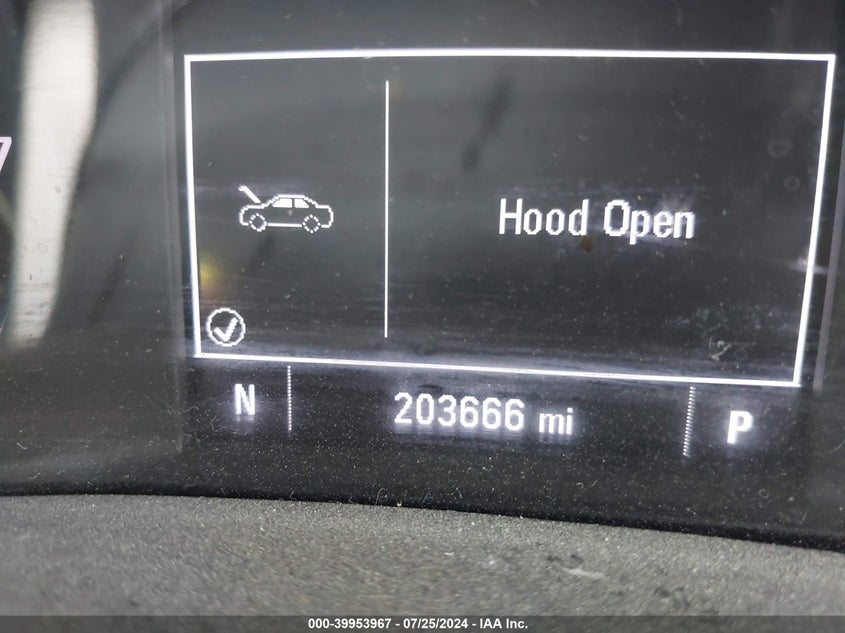 Hood Open
N 203666 mi P
000-39953967 - 07/25/2024 - IAA Inc.